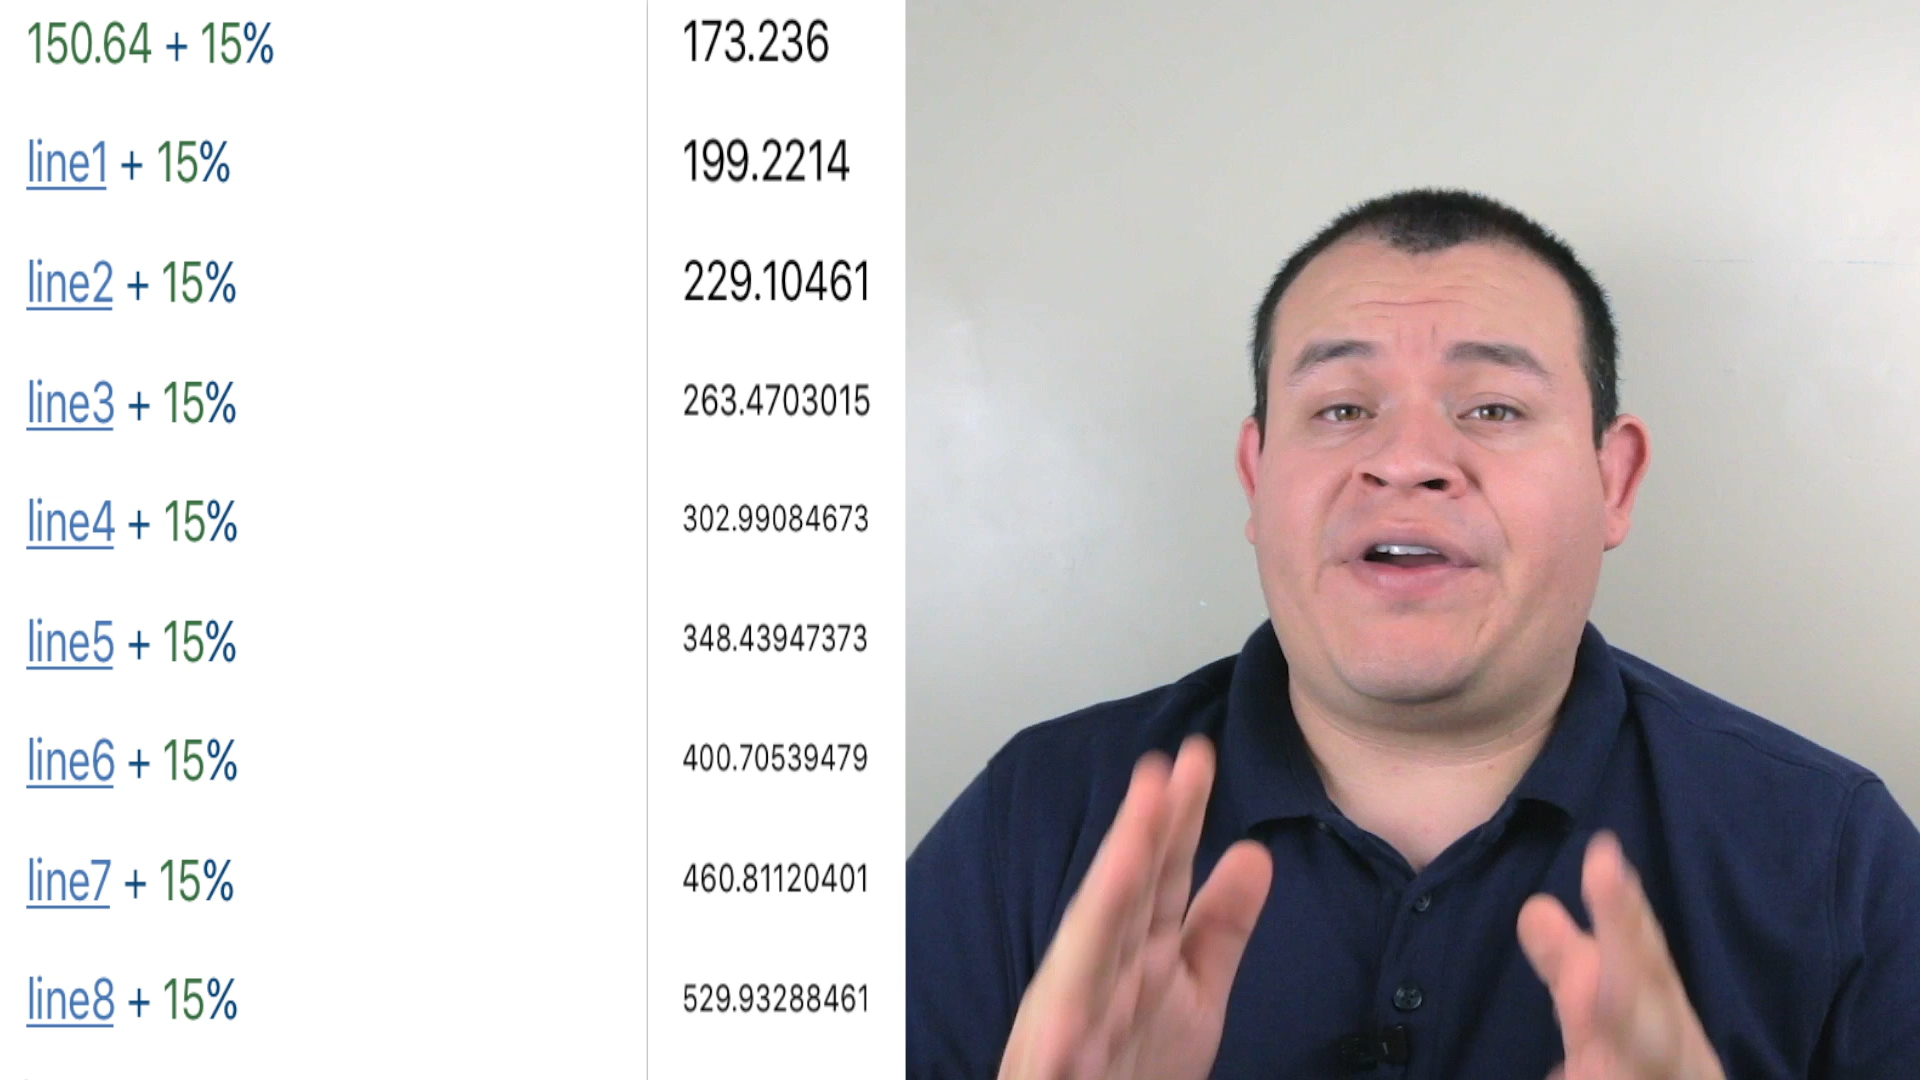 150.64 + 15% 173.236
line1 + 15% 199.2214
line2 + 15% 229.10461
line3 + 15% 263.4703015
line4 + 15% 302.99084673
line5 + 15% 348.43947373
line6 + 15% 400.70539479
line7 + 15% 460.81120401
line8 + 15% 529.93288461